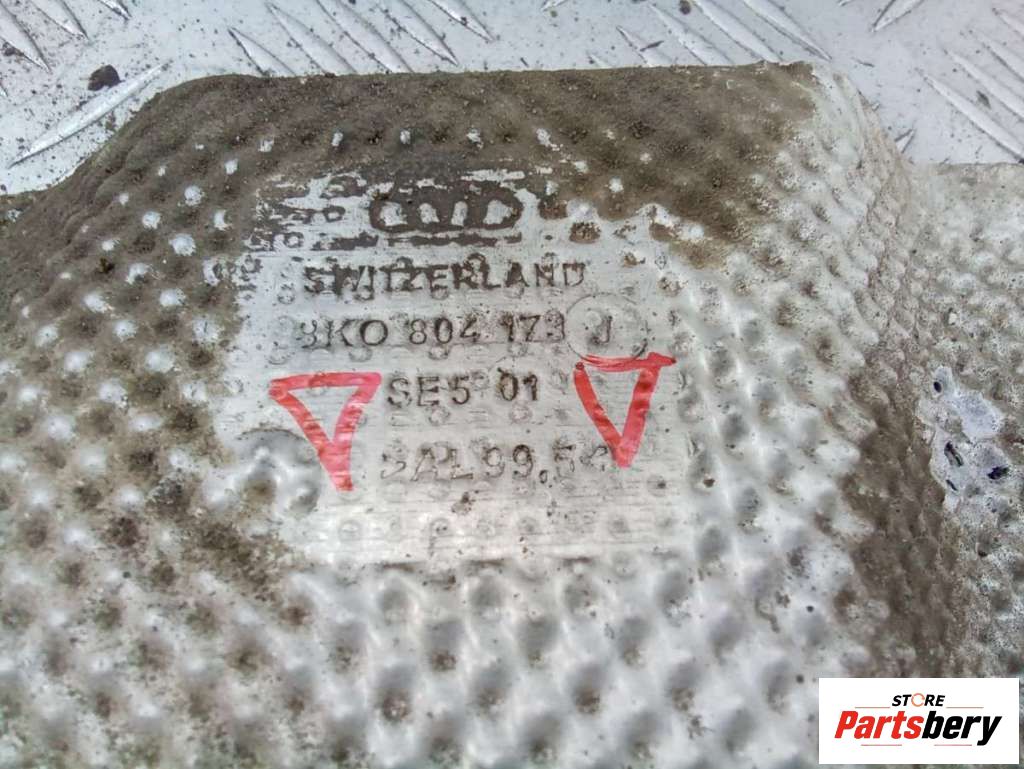 SWITZERLAND
8K0 804 173 J
SE5 01
>AL99,5<
STORE
Partsbery